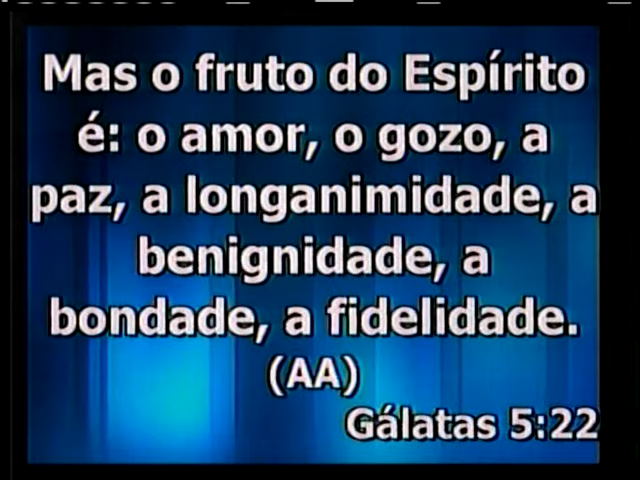 Mas o fruto do Espírito
é: o amor, o gozo, a
paz, a longanimidade, a
benignidade, a
bondade, a fidelidade.
(AA)
Gálatas 5:22